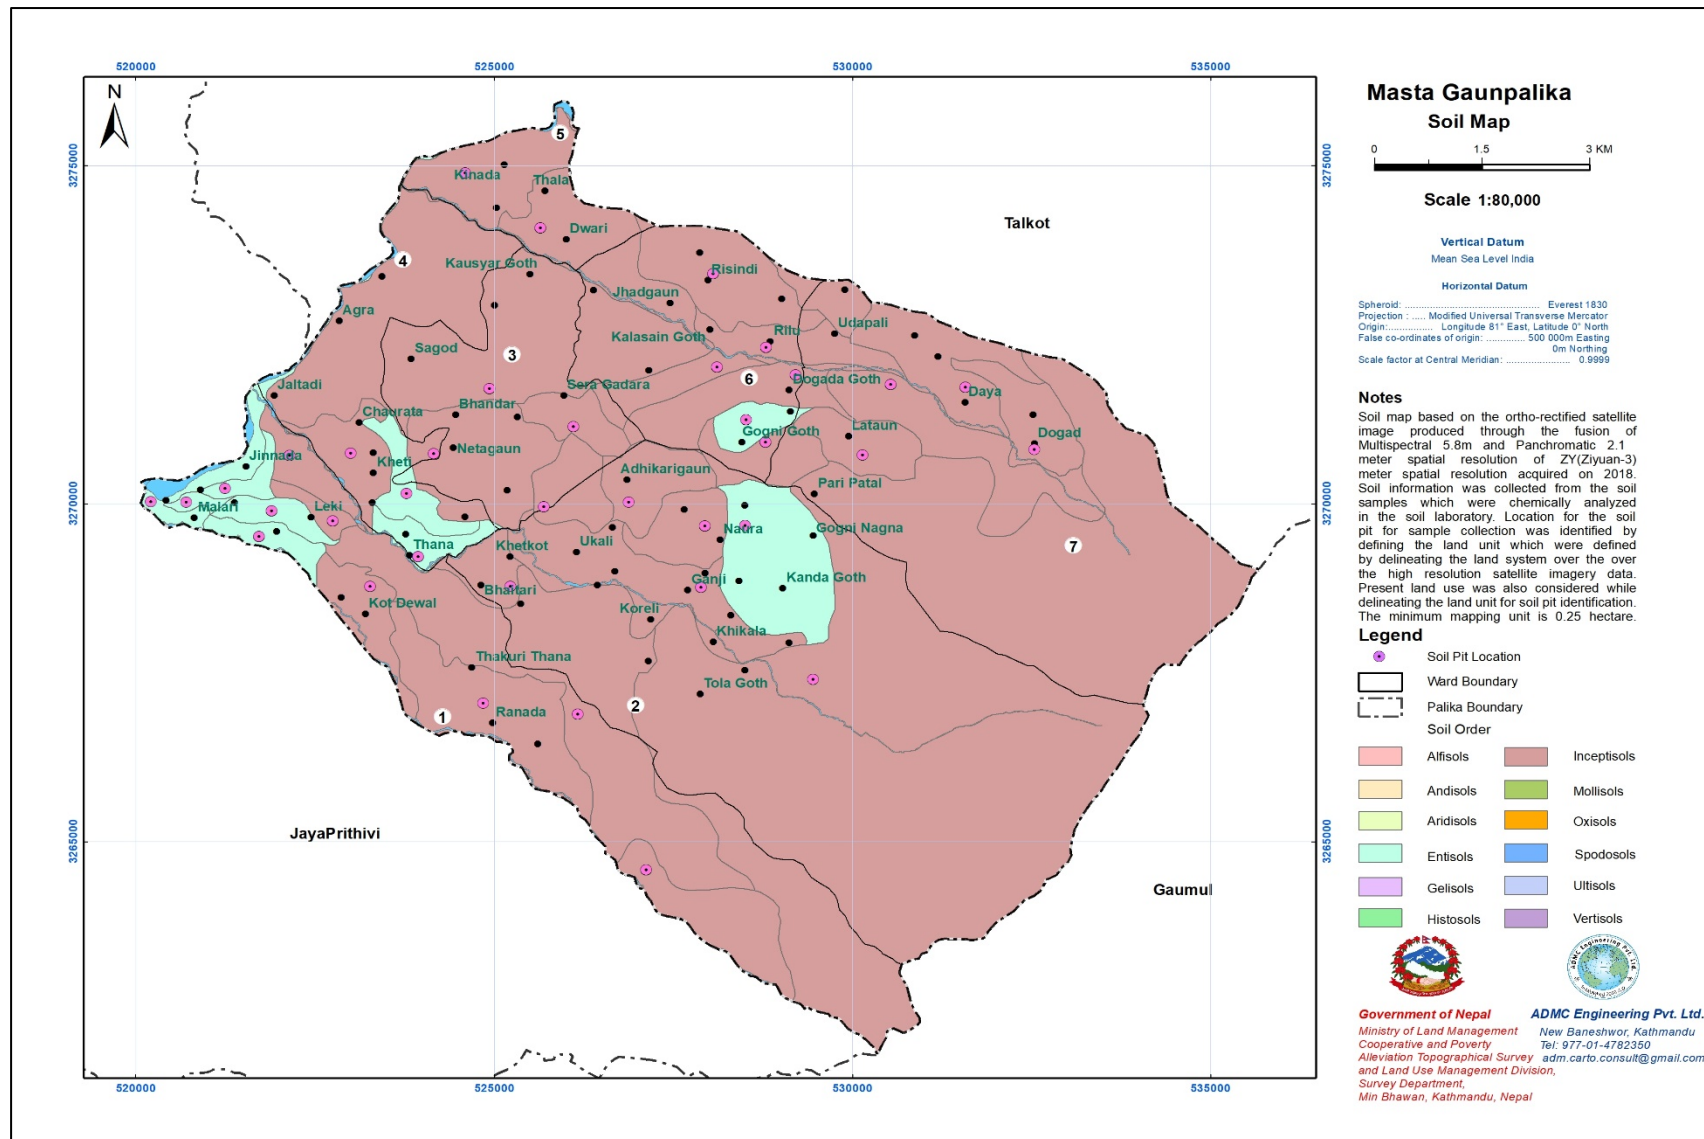 520000
525000
530000
535000
3275000
3275000
3270000
3270000
3265000
3265000
N
5
Kinada
Thala
Dwari
Talkot
4
Kausyar Goth
Risindi
Jhadgaun
Agra
Kalasain Goth
Rilu
Udapali
Sagod
3
Sera Gadara
6
Dogada Goth
Jaltadi
Daya
Chaurata
Bhandar
Gogni Goth
Lataun
Dogad
Netagaun
Jinnada
Kheti
Adhikarigaun
Pari Patal
Malari
Leki
Naura
Gogni Nagna
Thana
Khetkot
Ukali
7
Ganji
Kanda Goth
Bhattari
Kot Dewal
Koreli
Khikala
Thakuri Thana
Tola Goth
1
Ranada
2
JayaPrithivi
Gaumul
520000
525000
530000
535000
Masta Gaunpalika
Soil Map
0 1.5 3 KM
Scale 1:80,000
Vertical Datum
Mean Sea Level India
Horizontal Datum
Spheroid: ................................................ Everest 1830
Projection : ..... Modified Universal Transverse Mercator
Origin:................ Longitude 81° East, Latitude 0° North
False co-ordinates of origin: .............. 500 000m Easting
0m Northing
Scale factor at Central Meridian: ....................... 0.9999
Notes
Soil map based on the ortho-rectified satellite
image produced through the fusion of
Multispectral 5.8m and Panchromatic 2.1
meter spatial resolution of ZY(Ziyuan-3)
meter spatial resolution acquired on 2018.
Soil information was collected from the soil
samples which were chemically analyzed
in the soil laboratory. Location for the soil
pit for sample collection was identified by
defining the land unit which were defined
by delineating the land system over the over
the high resolution satellite imagery data.
Present land use was also considered while
delineating the land unit for soil pit identification.
The minimum mapping unit is 0.25 hectare.
Legend
Soil Pit Location
Ward Boundary
Palika Boundary
Soil Order
Alfisols Inceptisols
Andisols Mollisols
Aridisols Oxisols
Entisols Spodosols
Gelisols Ultisols
Histosols Vertisols
ADMC Engineering Pvt. Ltd.
Government of Nepal
Ministry of Land Management
Cooperative and Poverty
Alleviation Topographical Survey
and Land Use Management Division,
Survey Department,
Min Bhawan, Kathmandu, Nepal
ADMC Engineering Pvt. Ltd.
New Baneshwor, Kathmandu
Tel: 977-01-4782350
adm.carto.consult@gmail.com